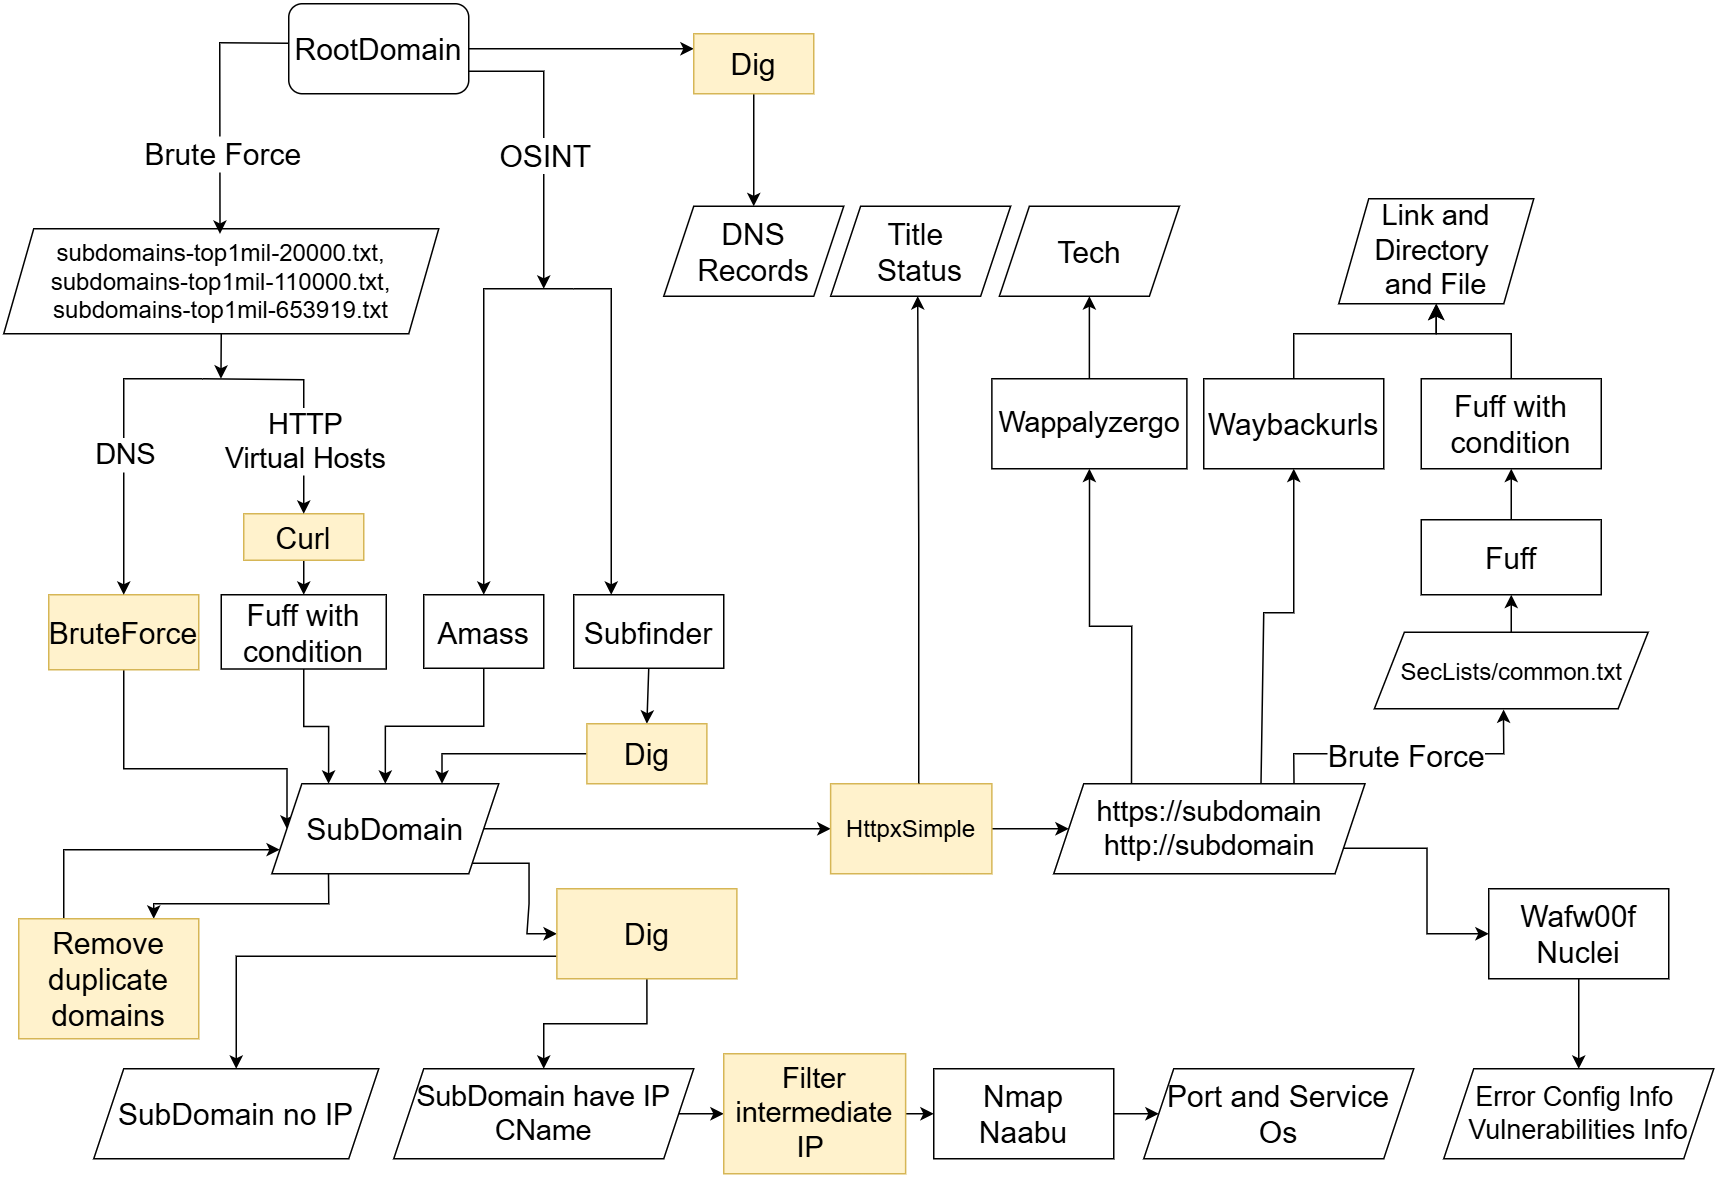 RootDomain
Dig
Brute Force
OSINT
subdomains-top1mil-20000.txt,
subdomains-top1mil-110000.txt,
subdomains-top1mil-653919.txt
DNS
Records
Title
Status
Tech
Link and
Directory
and File
DNS
HTTP
Virtual Hosts
Curl
Wappalyzergo
Waybackurls
Fuff with
condition
Fuff
BruteForce
Fuff with
condition
Amass
Subfinder
SecLists/common.txt
Dig
Brute Force
SubDomain
HttpxSimple
https://subdomain
http://subdomain
Remove
duplicate
domains
Dig
Wafw00f
Nuclei
SubDomain no IP
SubDomain have IP
CName
Filter
intermediate
IP
Nmap
Naabu
Port and Service
Os
Error Config Info
Vulnerabilities Info